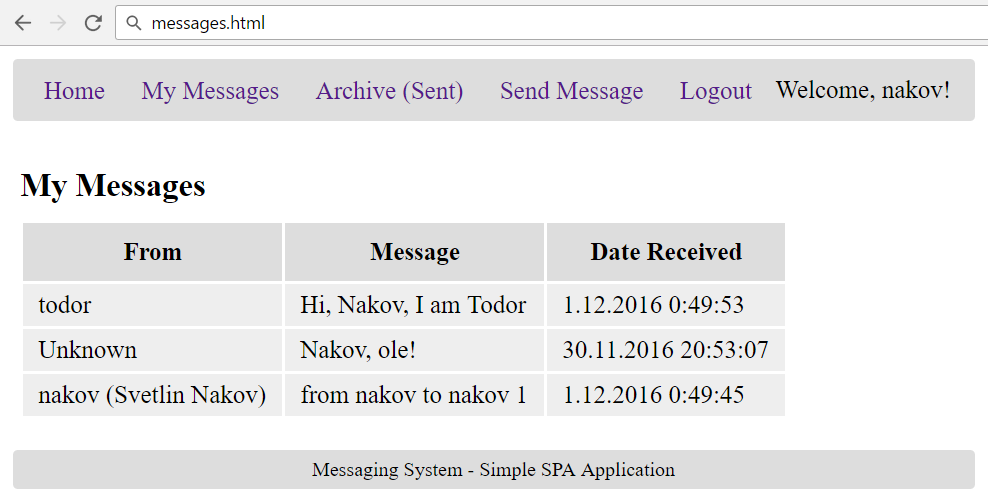 messages.html
Home My Messages Archive (Sent) Send Message Logout Welcome, nakov!
My Messages
From Message Date Received
todor Hi, Nakov, I am Todor 1.12.2016 0:49:53
Unknown Nakov, ole! 30.11.2016 20:53:07
nakov (Svetlin Nakov) from nakov to nakov 1 1.12.2016 0:49:45
Messaging System - Simple SPA Application